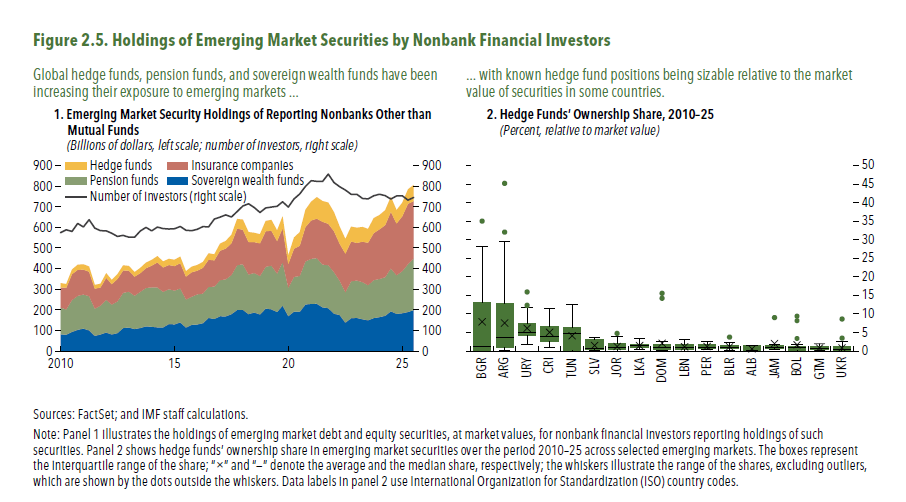 Figure 2.5. Holdings of Emerging Market Securities by Nonbank Financial Investors
Global hedge funds, pension funds, and sovereign wealth funds have been
increasing their exposure to emerging markets ...
1. Emerging Market Security Holdings of Reporting Nonbanks Other than
Mutual Funds
(Billions of dollars, left scale; number of investors, right scale)
900
800
700
600
500
400
300
200
100
0
Hedge funds
Insurance companies
Pension funds
Sovereign wealth funds
Number of investors (right scale)
900
800
700
600
500
400
300
200
100
0
2010
15
20
25
... with known hedge fund positions being sizable relative to the market
value of securities in some countries.
2. Hedge Funds' Ownership Share, 2010–25
(Percent, relative to market value)
50
45
40
35
30
25
20
15
10
5
0
BGR
ARG
URY
CRI
TUN
SLV
JOR
LKA
DOM
LBN
PER
BLR
ALB
JAM
BOL
GTM
UKR
Sources: FactSet; and IMF staff calculations.
Note: Panel 1 illustrates the holdings of emerging market debt and equity securities, at market values, for nonbank financial investors reporting holdings of such
securities. Panel 2 shows hedge funds' ownership share in emerging market securities over the period 2010–25 across selected emerging markets. The boxes represent
the interquartile range of the share; "×" and "–" denote the average and the median share, respectively; the whiskers illustrate the range of the shares, excluding outliers,
which are shown by the dots outside the whiskers. Data labels in panel 2 use International Organization for Standardization (ISO) country codes.